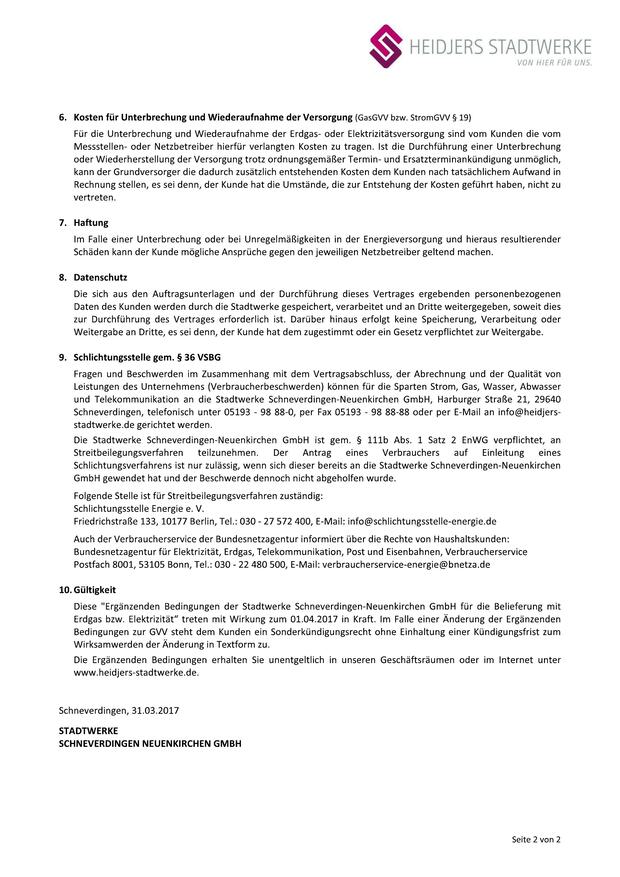 HEIDJERS STADTWERKE
VON HIER FÜR UNS.
6. Kosten für Unterbrechung und Wiederaufnahme der Versorgung (GasGVV bzw. StromGVV § 19)
Für die Unterbrechung und Wiederaufnahme der Erdgas- oder Elektrizitätsversorgung sind vom Kunden die vom
Messstellen- oder Netzbetreiber hierfür verlangten Kosten zu tragen. Ist die Durchführung einer Unterbrechung
oder Wiederherstellung der Versorgung trotz ordnungsgemäßer Termin- und Ersatzterminankündigung unmöglich,
kann der Grundversorger die dadurch zusätzlich entstehenden Kosten dem Kunden nach tatsächlichem Aufwand in
Rechnung stellen, es sei denn, der Kunde hat die Umstände, die zur Entstehung der Kosten geführt haben, nicht zu
vertreten.
7. Haftung
Im Falle einer Unterbrechung oder bei Unregelmäßigkeiten in der Energieversorgung und hieraus resultierender
Schäden kann der Kunde mögliche Ansprüche gegen den jeweiligen Netzbetreiber geltend machen.
8. Datenschutz
Die sich aus den Auftragsunterlagen und der Durchführung dieses Vertrages ergebenden personenbezogenen
Daten des Kunden werden durch die Stadtwerke gespeichert, verarbeitet und an Dritte weitergegeben, soweit dies
zur Durchführung des Vertrages erforderlich ist. Darüber hinaus erfolgt keine Speicherung, Verarbeitung oder
Weitergabe an Dritte, es sei denn, der Kunde hat dem zugestimmt oder ein Gesetz verpflichtet zur Weitergabe.
9. Schlichtungsstelle gem. § 36 VSBG
Fragen und Beschwerden im Zusammenhang mit dem Vertragsabschluss, der Abrechnung und der Qualität von
Leistungen des Unternehmens (Verbraucherbeschwerden) können für die Sparten Strom, Gas, Wasser, Abwasser
und Telekommunikation an die Stadtwerke Schneverdingen-Neuenkirchen GmbH, Harburger Straße 21, 29640
Schneverdingen, telefonisch unter 05193 - 98 88-0, per Fax 05193 - 98 88-88 oder per E-Mail an info@heidjers-
stadtwerke.de gerichtet werden.
Die Stadtwerke Schneverdingen-Neuenkirchen GmbH ist gem. § 111b Abs. 1 Satz 2 EnWG verpflichtet, an
Streitbeilegungsverfahren teilzunehmen. Der Antrag eines Verbrauchers auf Einleitung eines
Schlichtungsverfahrens ist nur zulässig, wenn sich dieser bereits an die Stadtwerke Schneverdingen-Neuenkirchen
GmbH gewendet hat und der Beschwerde dennoch nicht abgeholfen wurde.
Folgende Stelle ist für Streitbeilegungsverfahren zuständig:
Schlichtungsstelle Energie e. V.
Friedrichstraße 133, 10177 Berlin, Tel.: 030 - 27 572 400, E-Mail: info@schlichtungsstelle-energie.de
Auch der Verbraucherservice der Bundesnetzagentur informiert über die Rechte von Haushaltskunden:
Bundesnetzagentur für Elektrizität, Erdgas, Telekommunikation, Post und Eisenbahnen, Verbraucherservice
Postfach 8001, 53105 Bonn, Tel.: 030 - 22 480 500, E-Mail: verbraucherservice-energie@bnetza.de
10. Gültigkeit
Diese "Ergänzenden Bedingungen der Stadtwerke Schneverdingen-Neuenkirchen GmbH für die Belieferung mit
Erdgas bzw. Elektrizität“ treten mit Wirkung zum 01.04.2017 in Kraft. Im Falle einer Änderung der Ergänzenden
Bedingungen zur GVV steht dem Kunden ein Sonderkündigungsrecht ohne Einhaltung einer Kündigungsfrist zum
Wirksamwerden der Änderung in Textform zu.
Die Ergänzenden Bedingungen erhalten Sie unentgeltlich in unseren Geschäftsräumen oder im Internet unter
www.heidjers-stadtwerke.de.
Schneverdingen, 31.03.2017
STADTWERKE
SCHNEVERDINGEN NEUENKIRCHEN GMBH
Seite 2 von 2